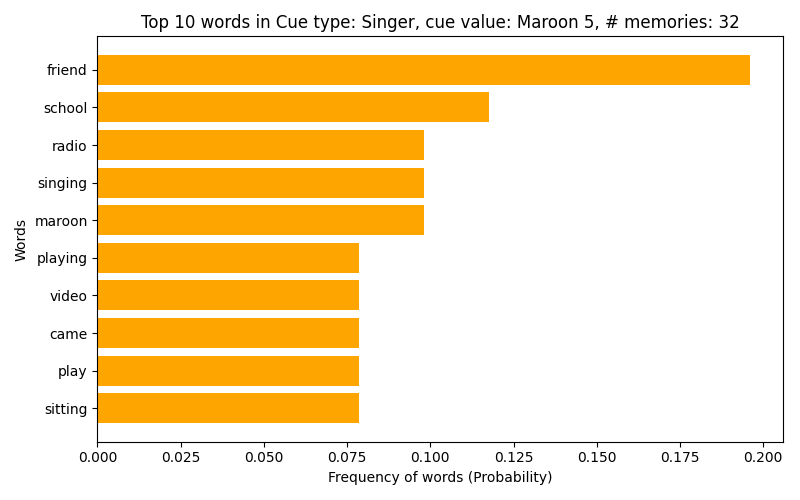 Top 10 words in Cue type: Singer, cue value: Maroon 5, # memories: 32
Words
friend
school
radio
singing
maroon
playing
video
came
play
sitting
0.000 0.025 0.050 0.075 0.100 0.125 0.150 0.175 0.200
Frequency of words (Probability)